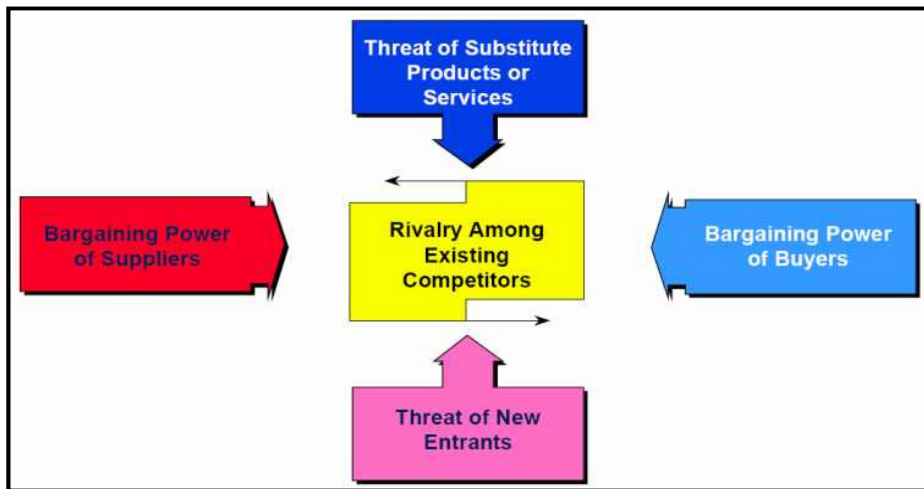 Threat of Substitute
Products or
Services
Bargaining Power
of Suppliers
Rivalry Among
Existing
Competitors
Bargaining Power
of Buyers
Threat of New
Entrants